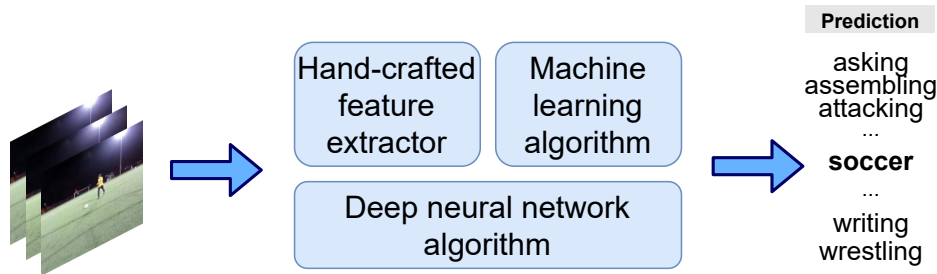 Hand-crafted
feature
extractor
Machine
learning
algorithm
Deep neural network
algorithm
Prediction
asking
assembling
attacking
...
soccer
...
writing
wrestling